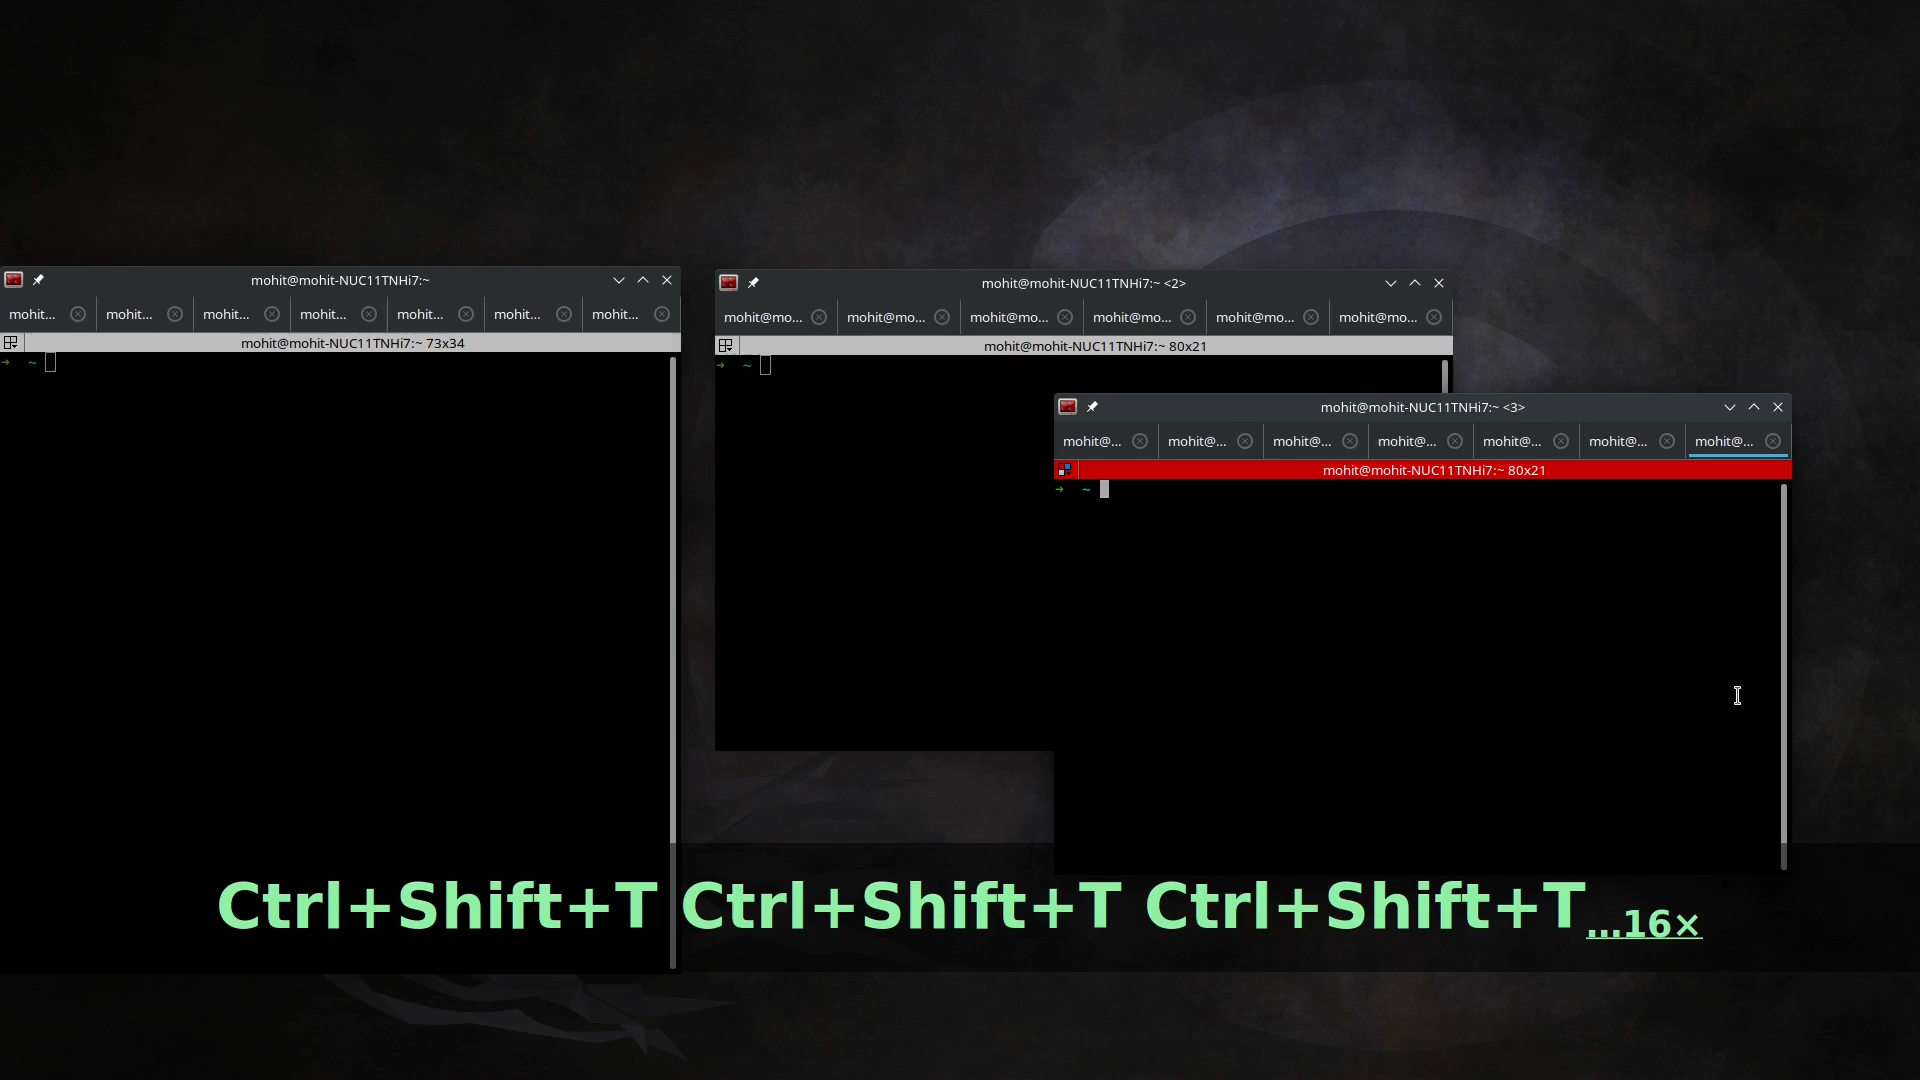 mohit@mohit-NUC11TNHi7:~
mohit... mohit... mohit... mohit... mohit... mohit... mohit...
mohit@mohit-NUC11TNHi7:~ 73x34
➜ ~
mohit@mohit-NUC11TNHi7:~ <2>
mohit@mo... mohit@mo... mohit@mo... mohit@mo... mohit@mo... mohit@mo...
mohit@mohit-NUC11TNHi7:~ 80x21
➜ ~
mohit@mohit-NUC11TNHi7:~ <3>
mohit@... mohit@... mohit@... mohit@... mohit@... mohit@... mohit@...
mohit@mohit-NUC11TNHi7:~ 80x21
➜ ~
Ctrl+Shift+T Ctrl+Shift+T Ctrl+Shift+T...16×